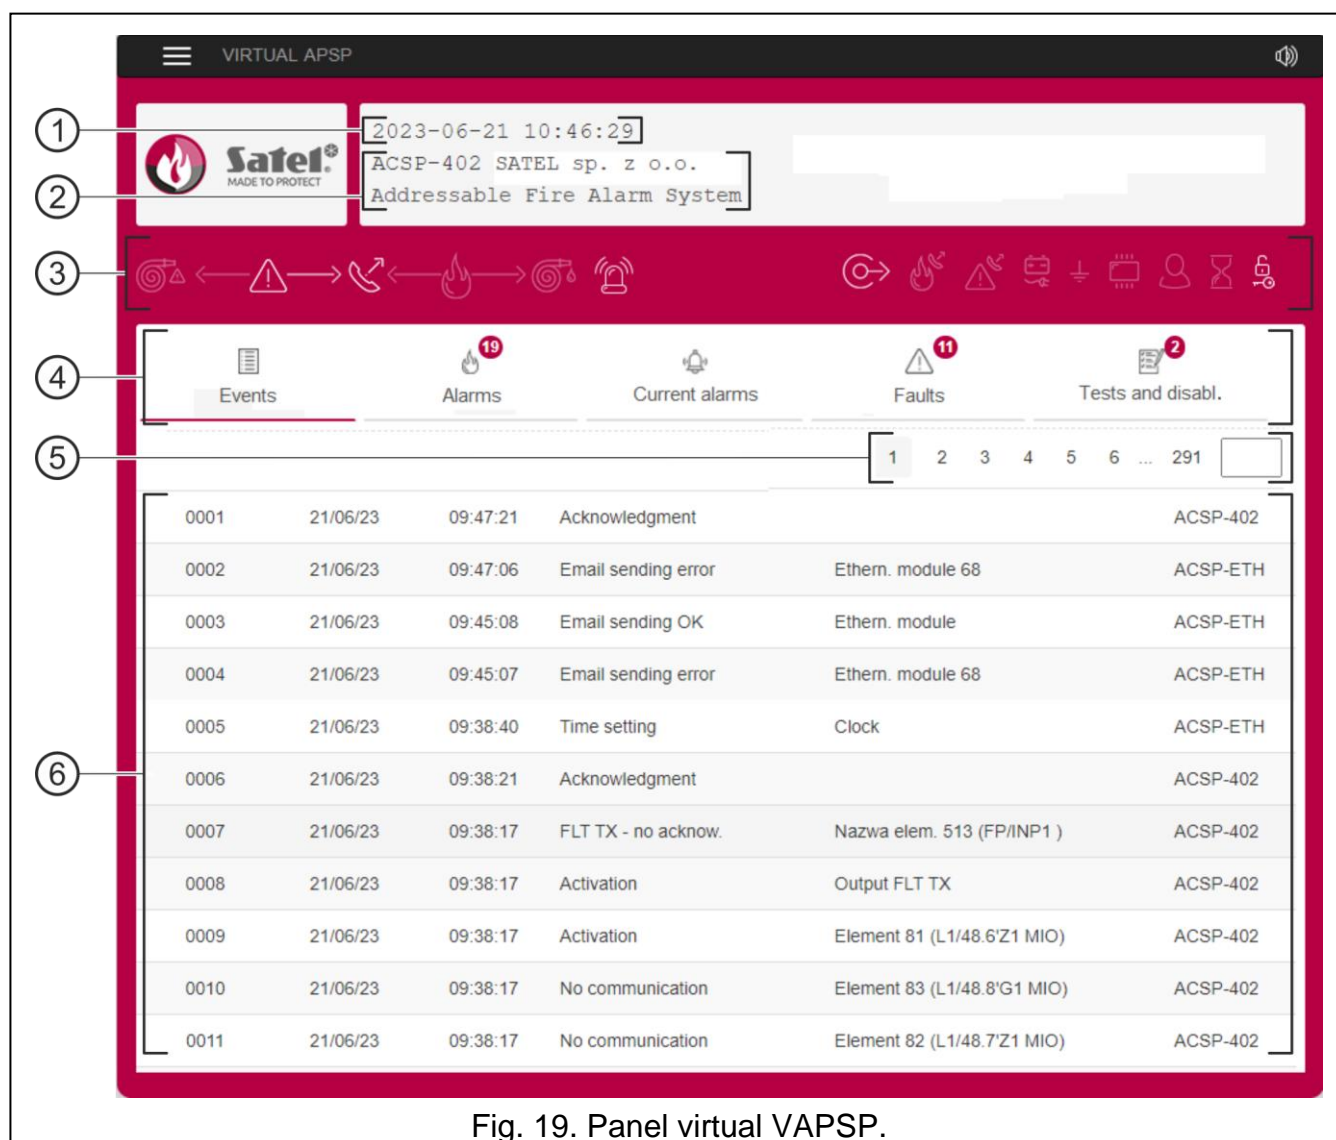 VIRTUAL APSP
1
2023-06-21 10:46:29
Satel®
MADE TO PROTECT
2
ACSP-402 SATEL sp. z o.o.
Addressable Fire Alarm System
3
4
Events
19
Alarms
Current alarms
11
Faults
2
Tests and disabl.
5
1 2 3 4 5 6 ... 291
6
0001 21/06/23 09:47:21 Acknowledgment ACSP-402
0002 21/06/23 09:47:06 Email sending error Ethern. module 68 ACSP-ETH
0003 21/06/23 09:45:08 Email sending OK Ethern. module ACSP-ETH
0004 21/06/23 09:45:07 Email sending error Ethern. module 68 ACSP-ETH
0005 21/06/23 09:38:40 Time setting Clock ACSP-ETH
0006 21/06/23 09:38:21 Acknowledgment ACSP-402
0007 21/06/23 09:38:17 FLT TX - no acknow. Nazwa elem. 513 (FP/INP1 ) ACSP-402
0008 21/06/23 09:38:17 Activation Output FLT TX ACSP-402
0009 21/06/23 09:38:17 Activation Element 81 (L1/48.6'Z1 MIO) ACSP-402
0010 21/06/23 09:38:17 No communication Element 83 (L1/48.8'G1 MIO) ACSP-402
0011 21/06/23 09:38:17 No communication Element 82 (L1/48.7'Z1 MIO) ACSP-402
Fig. 19. Panel virtual VAPSP.